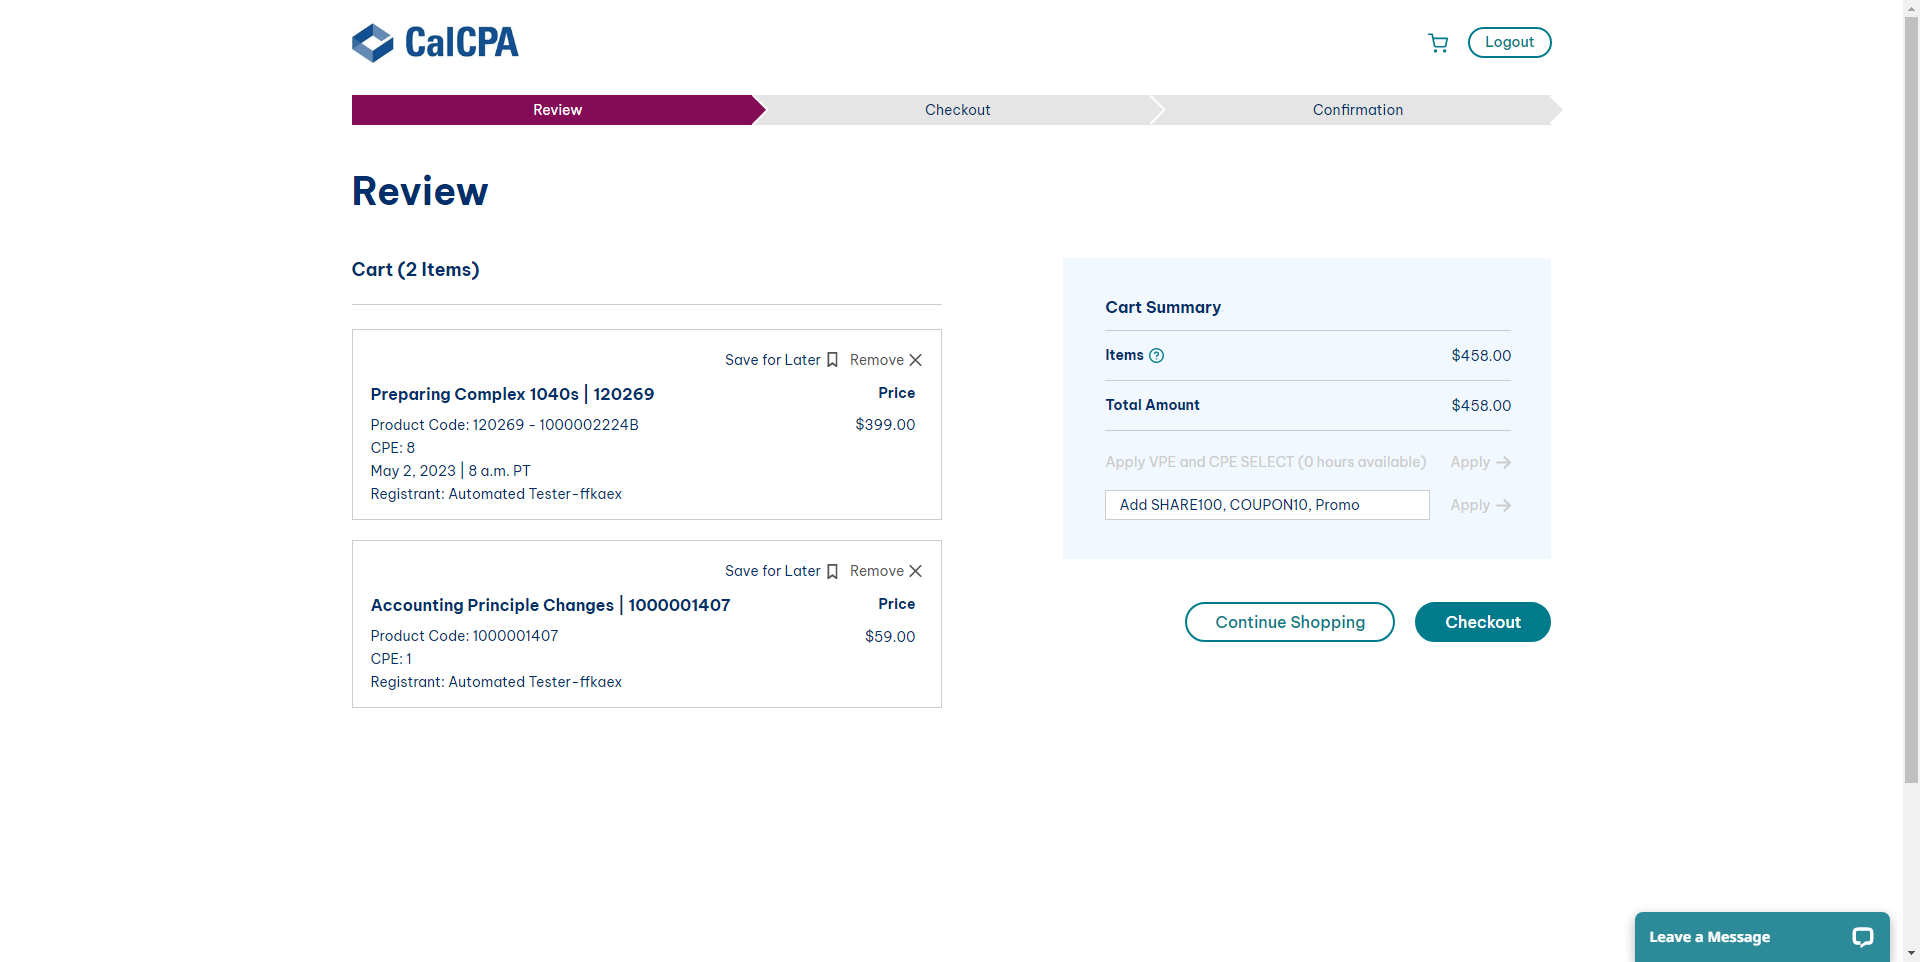 CalCPA
Logout
Review
Checkout
Confirmation
Review
Cart (2 Items)
Save for Later
Remove
Preparing Complex 1040s | 120269
Price
Product Code: 120269 - 1000002224B
$399.00
CPE: 8
May 2, 2023 | 8 a.m. PT
Registrant: Automated Tester-ffkaex
Save for Later
Remove
Accounting Principle Changes | 1000001407
Price
Product Code: 1000001407
$59.00
CPE: 1
Registrant: Automated Tester-ffkaex
Cart Summary
Items ?
$458.00
Total Amount
$458.00
Apply VPE and CPE SELECT (0 hours available)
Apply
Add SHARE100, COUPON10, Promo
Apply
Continue Shopping
Checkout
Leave a Message